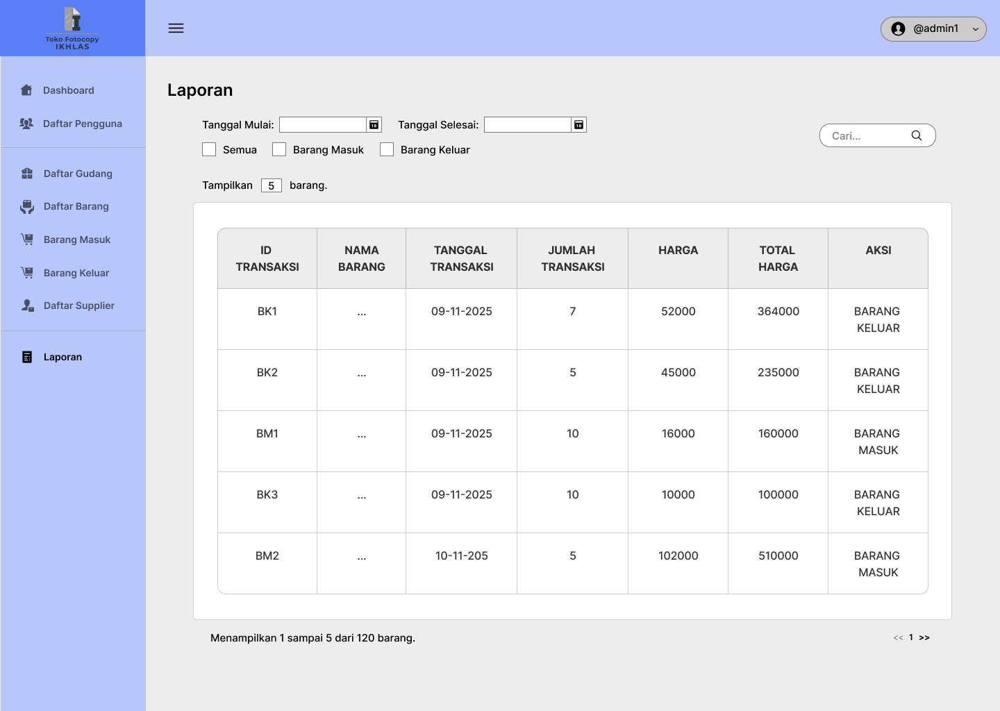 Toko Fotocopy
IKHLAS
@admin1
Dashboard
Daftar Pengguna
Daftar Gudang
Daftar Barang
Barang Masuk
Barang Keluar
Daftar Supplier
Laporan
Laporan
Tanggal Mulai: Tanggal Selesai:
Cari...
Semua Barang Masuk Barang Keluar
Tampilkan 5 barang.
ID TRANSAKSI NAMA BARANG TANGGAL TRANSAKSI JUMLAH TRANSAKSI HARGA TOTAL HARGA AKSI
BK1 ... 09-11-2025 7 52000 364000 BARANG KELUAR
BK2 ... 09-11-2025 5 45000 235000 BARANG KELUAR
BM1 ... 09-11-2025 10 16000 160000 BARANG MASUK
BK3 ... 09-11-2025 10 10000 100000 BARANG KELUAR
BM2 ... 10-11-205 5 102000 510000 BARANG MASUK
Menampilkan 1 sampai 5 dari 120 barang.
<< 1 >>